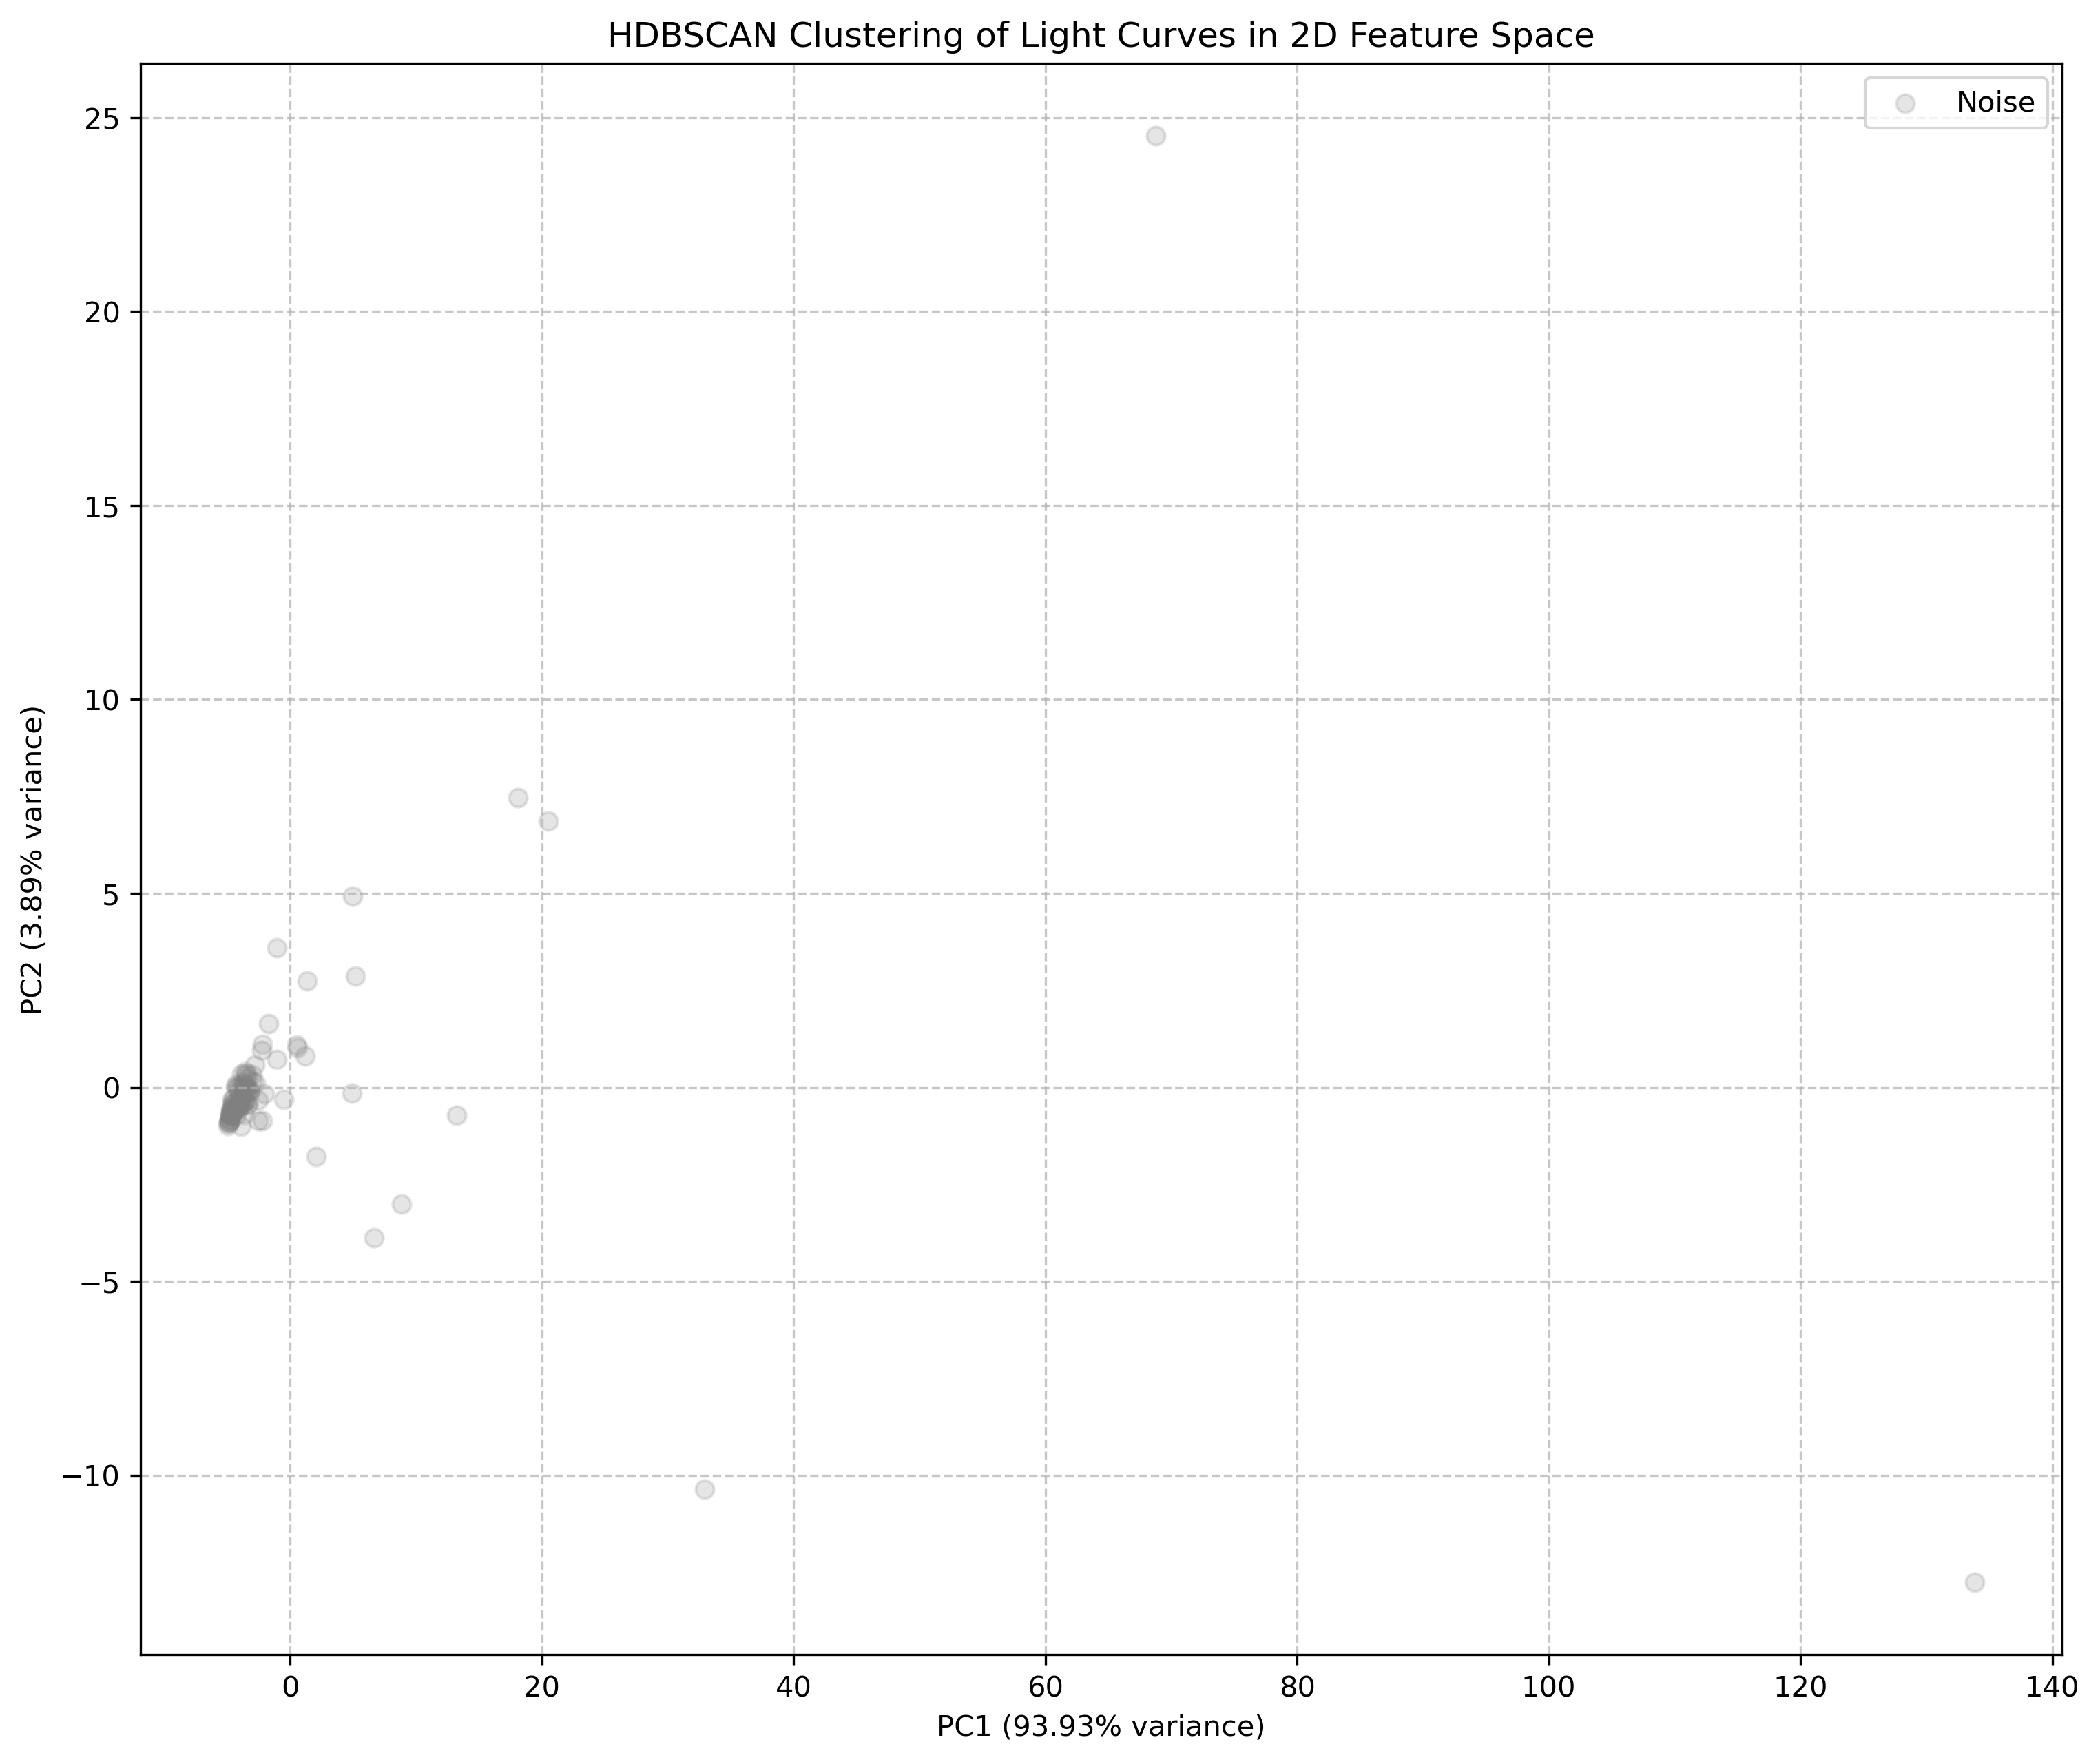 HDBSCAN Clustering of Light Curves in 2D Feature Space
Noise
25
20
15
10
5
0
−5
−10
PC2 (3.89% variance)
0 20 40 60 80 100 120 140
PC1 (93.93% variance)